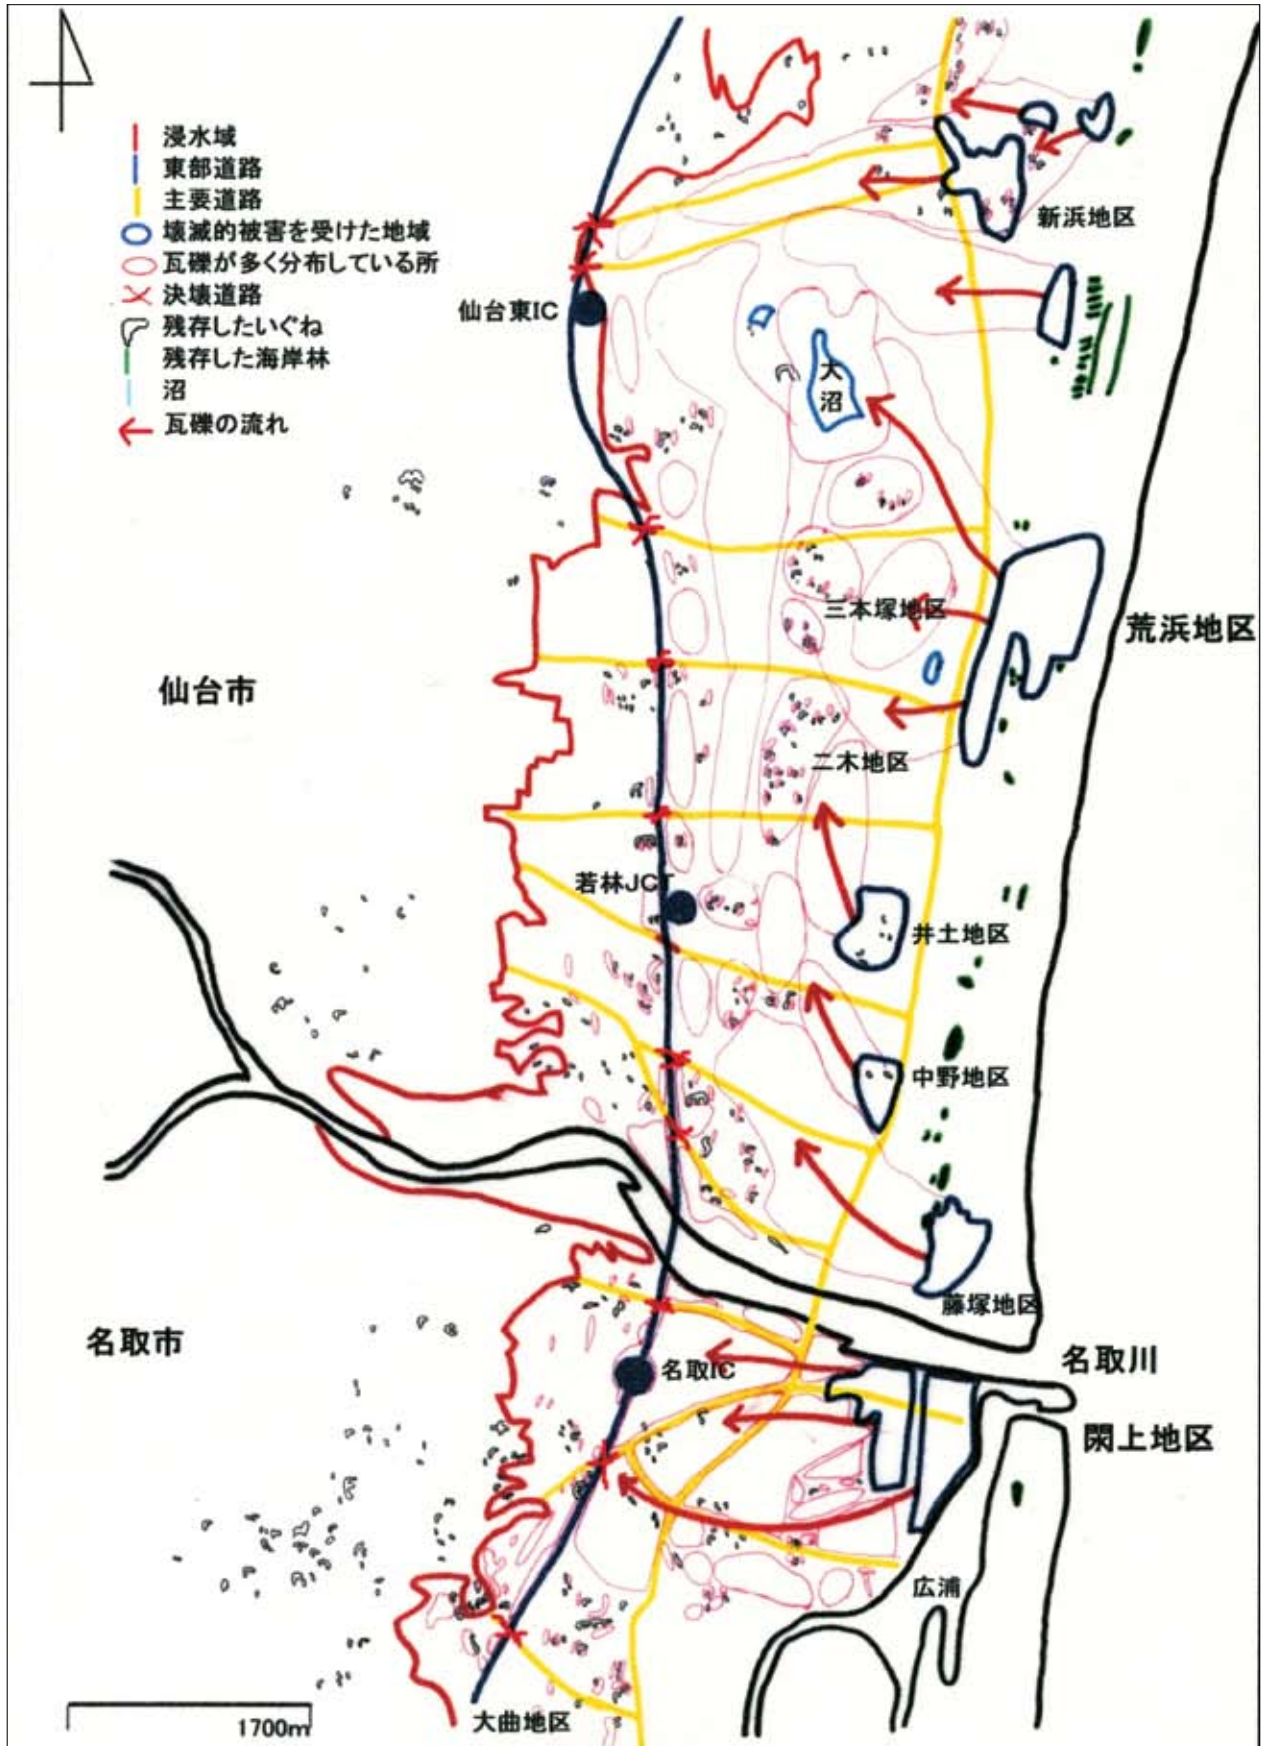 浸水域
東部道路
主要道路
壊滅的被害を受けた地域
瓦礫が多く分布している所
決壊道路
残存したいぐね
残存した海岸林
沼
瓦礫の流れ
新浜地区
仙台東IC
大
沼
三本塚地区
荒浜地区
仙台市
二木地区
若林JCT
井土地区
中野地区
藤塚地区
名取市
名取川
名取IC
閖上地区
広浦
大曲地区
1700m